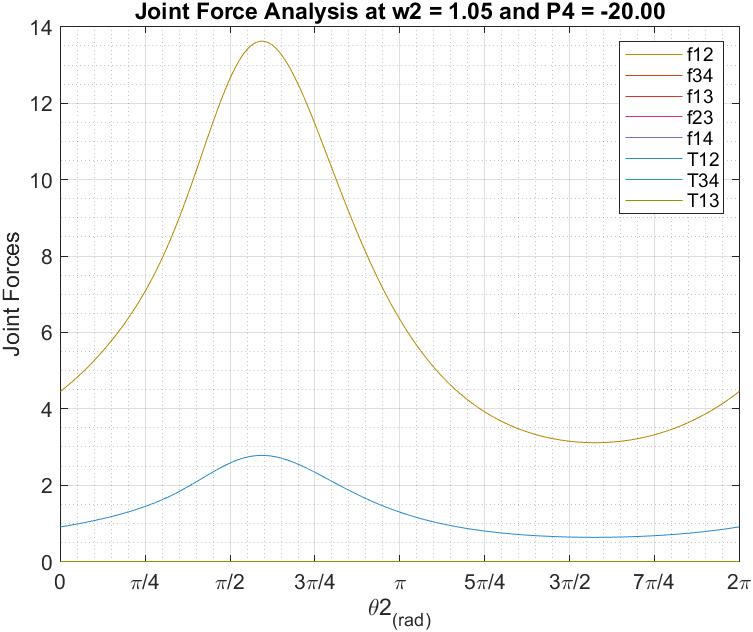 Joint Force Analysis at w2 = 1.05 and P4 = -20.00
14
12
10
8
6
4
2
0
Joint Forces
f12
f34
f13
f23
f14
T12
T34
T13
0 π/4 π/2 3π/4 π 5π/4 3π/2 7π/4 2π
θ2(rad)